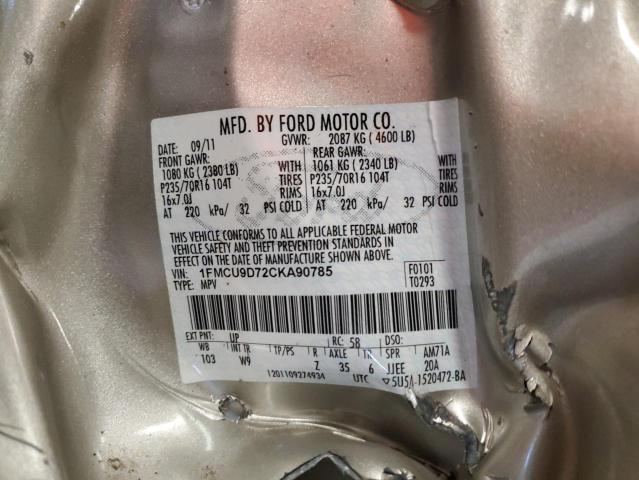 MFD. BY FORD MOTOR CO.
DATE: 09/11 GVWR: 2087 KG ( 4600 LB)
FRONT GAWR: REAR GAWR:
1080 KG ( 2380 LB) WITH 1061 KG ( 2340 LB) WITH
P235/70R16 104T TIRES P235/70R16 104T TIRES
16x7.0J RIMS 16x7.0J RIMS
AT 220 kPa/ 32 PSI COLD AT 220 kPa/ 32 PSI COLD
THIS VEHICLE CONFORMS TO ALL APPLICABLE FEDERAL MOTOR
VEHICLE SAFETY AND THEFT PREVENTION STANDARDS IN
EFFECT ON THE DATE OF MANUFACTURE SHOWN ABOVE.
VIN: 1FMCU9D72CKA90785 F0101
TYPE: MPV T0293
EXT PNT: UP RC: 58 DSO:
WB INT TR TP/PS R AXLE TR SPR AM71A
103 W9 Z 35 6 JJEE 20A
1201109274934 UTC ▽5U5A 1520472-BA